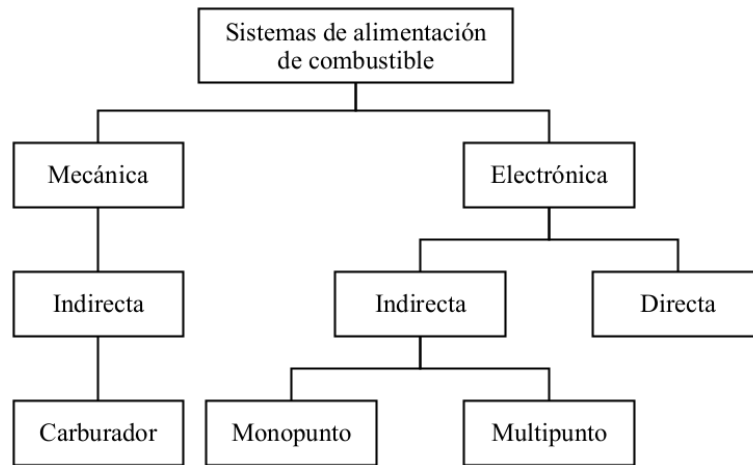 Sistemas de alimentación
de combustible
Mecánica
Electrónica
Indirecta
Indirecta
Directa
Carburador
Monopunto
Multipunto